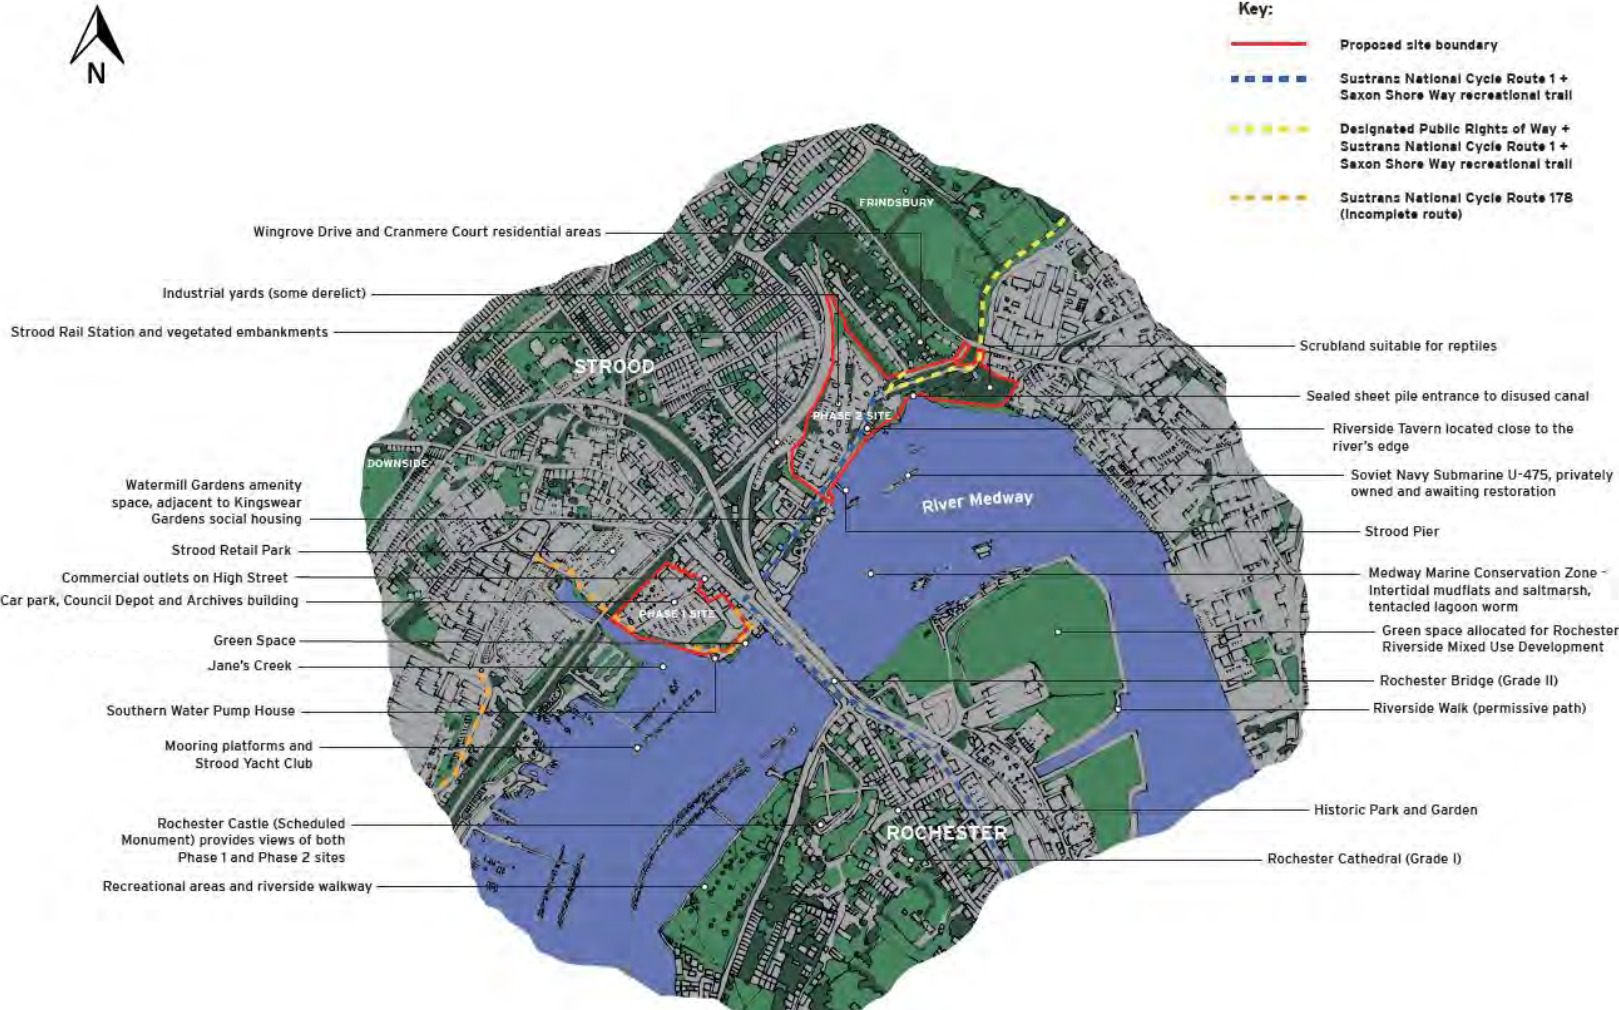 N
Key:
Proposed site boundary
Sustrans National Cycle Route 1 +
Saxon Shore Way recreational trail
Designated Public Rights of Way +
Sustrans National Cycle Route 1 +
Saxon Shore Way recreational trail
Sustrans National Cycle Route 178
(Incomplete route)
Wingrove Drive and Cranmere Court residential areas
Industrial yards (some derelict)
Strood Rail Station and vegetated embankments
Watermill Gardens amenity
space, adjacent to Kingswear
Gardens social housing
Strood Retail Park
Commercial outlets on High Street
Car park, Council Depot and Archives building
Green Space
Jane's Creek
Southern Water Pump House
Mooring platforms and
Strood Yacht Club
Rochester Castle (Scheduled
Monument) provides views of both
Phase 1 and Phase 2 sites
Recreational areas and riverside walkway
FRINDSBURY
STROOD
PHASE 2 SITE
DOWNSIDE
River Medway
PHASE 1 SITE
ROCHESTER
Scrubland suitable for reptiles
Sealed sheet pile entrance to disused canal
Riverside Tavern located close to the
river's edge
Soviet Navy Submarine U-475, privately
owned and awaiting restoration
Strood Pier
Medway Marine Conservation Zone -
Intertidal mudflats and saltmarsh,
tentacled lagoon worm
Green space allocated for Rochester
Riverside Mixed Use Development
Rochester Bridge (Grade II)
Riverside Walk (permissive path)
Historic Park and Garden
Rochester Cathedral (Grade I)